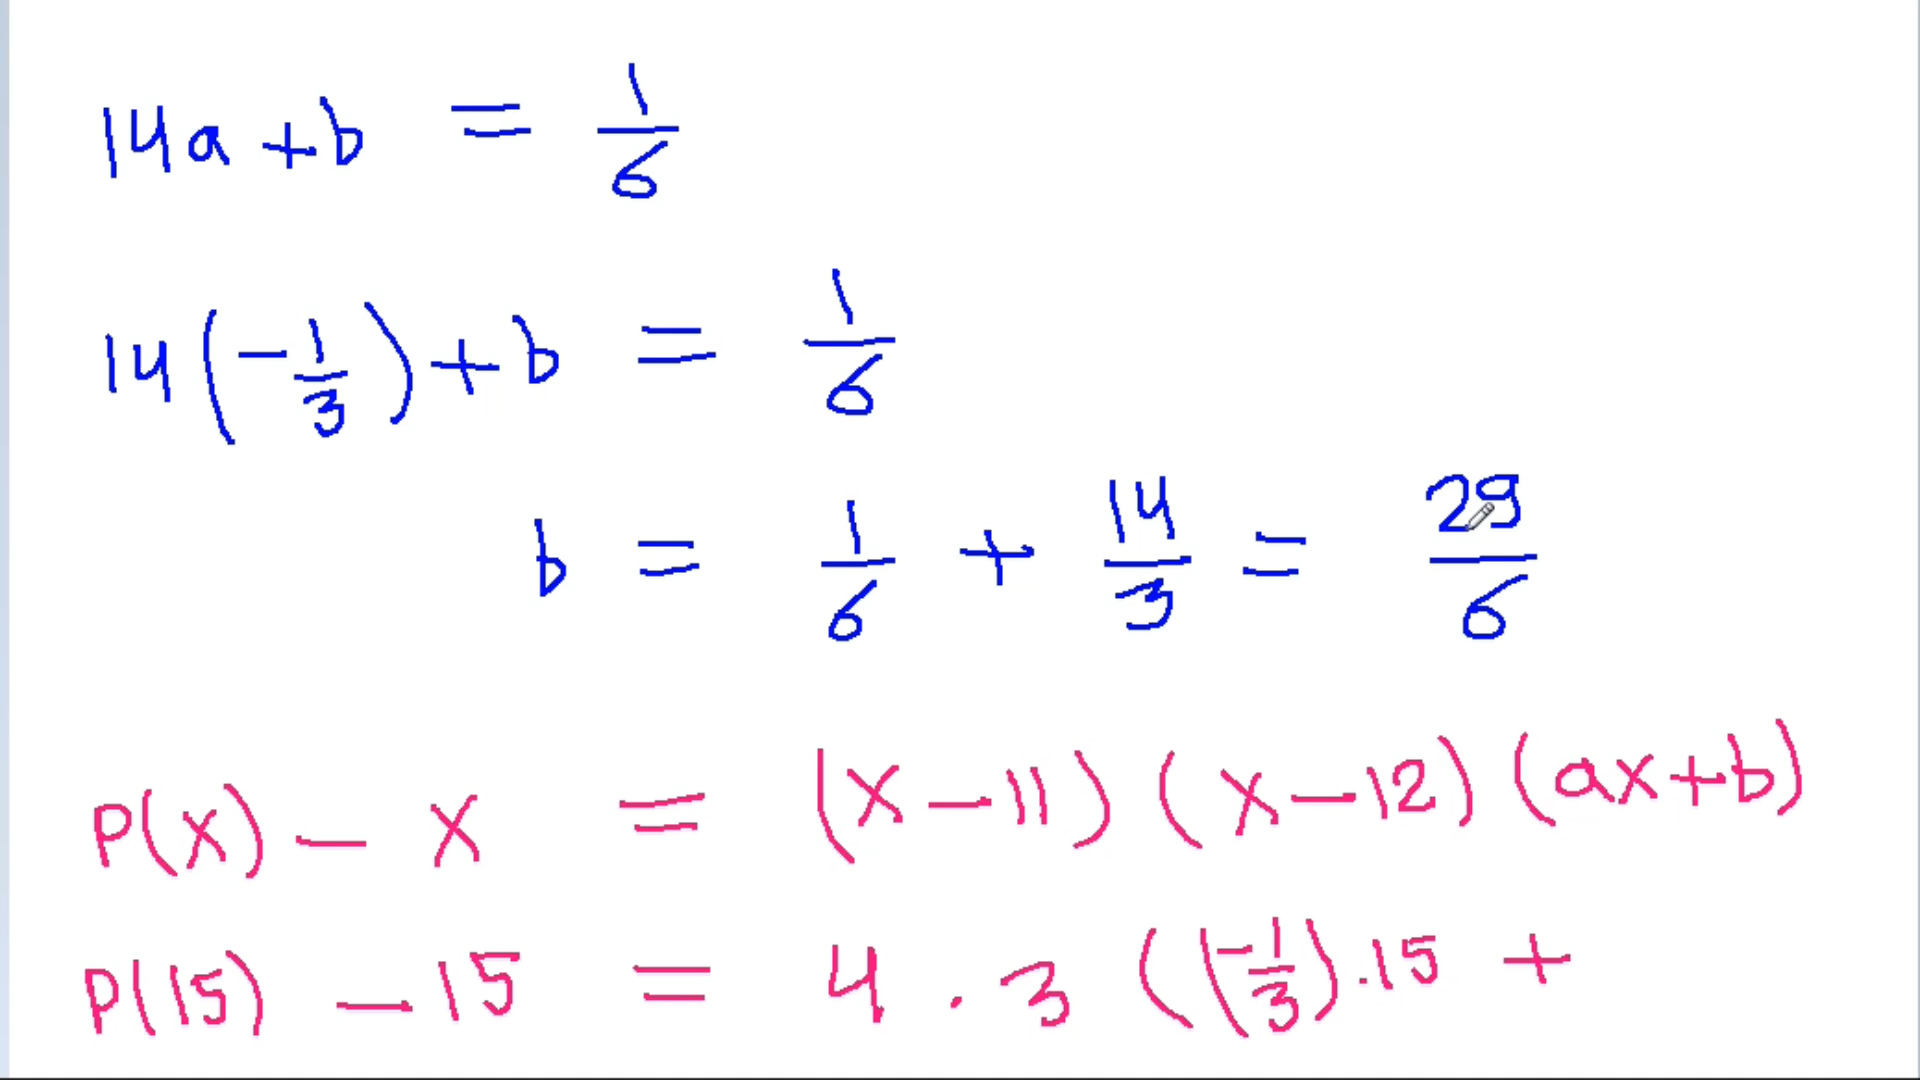 14a + b = 1/6
14(-1/3) + b = 1/6
b = 1/6 + 14/3 = 29/6
P(x) - x = (x - 11)(x - 12)(ax + b)
P(15) - 15 = 4 . 3 ((-1/3).15 +